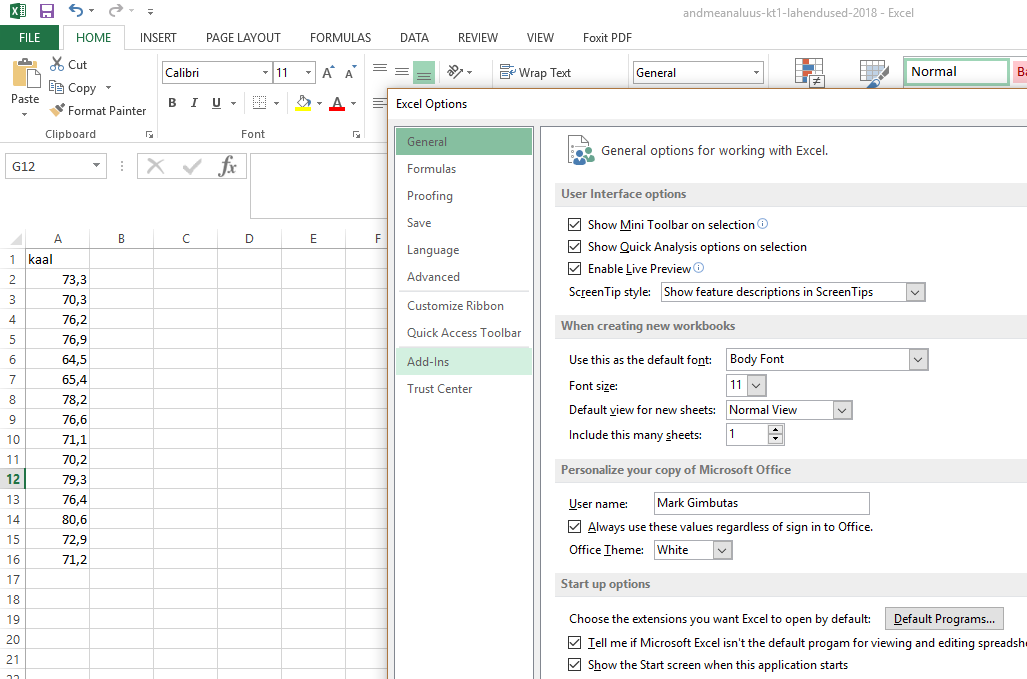 andmeanaluus-kt1-lahendused-2018 - Excel
FILE HOME INSERT PAGE LAYOUT FORMULAS DATA REVIEW VIEW Foxit PDF
Paste
Cut
Copy
Format Painter
Clipboard
Calibri 11
B I U A
Font
Wrap Text
General
Normal
Ba
G12
fx
A B C D E F
1 kaal
2 73,3
3 70,3
4 76,2
5 76,9
6 64,5
7 65,4
8 78,2
9 76,6
10 71,1
11 70,2
12 79,3
13 76,4
14 80,6
15 72,9
16 71,2
17
18
19
20
21
Excel Options
General
Formulas
Proofing
Save
Language
Advanced
Customize Ribbon
Quick Access Toolbar
Add-Ins
Trust Center
General options for working with Excel.
User Interface options
Show Mini Toolbar on selection
Show Quick Analysis options on selection
Enable Live Preview
ScreenTip style: Show feature descriptions in ScreenTips
When creating new workbooks
Use this as the default font: Body Font
Font size: 11
Default view for new sheets: Normal View
Include this many sheets: 1
Personalize your copy of Microsoft Office
User name: Mark Gimbutas
Always use these values regardless of sign in to Office.
Office Theme: White
Start up options
Choose the extensions you want Excel to open by default: Default Programs...
Tell me if Microsoft Excel isn't the default progam for viewing and editing spreadshe
Show the Start screen when this application starts